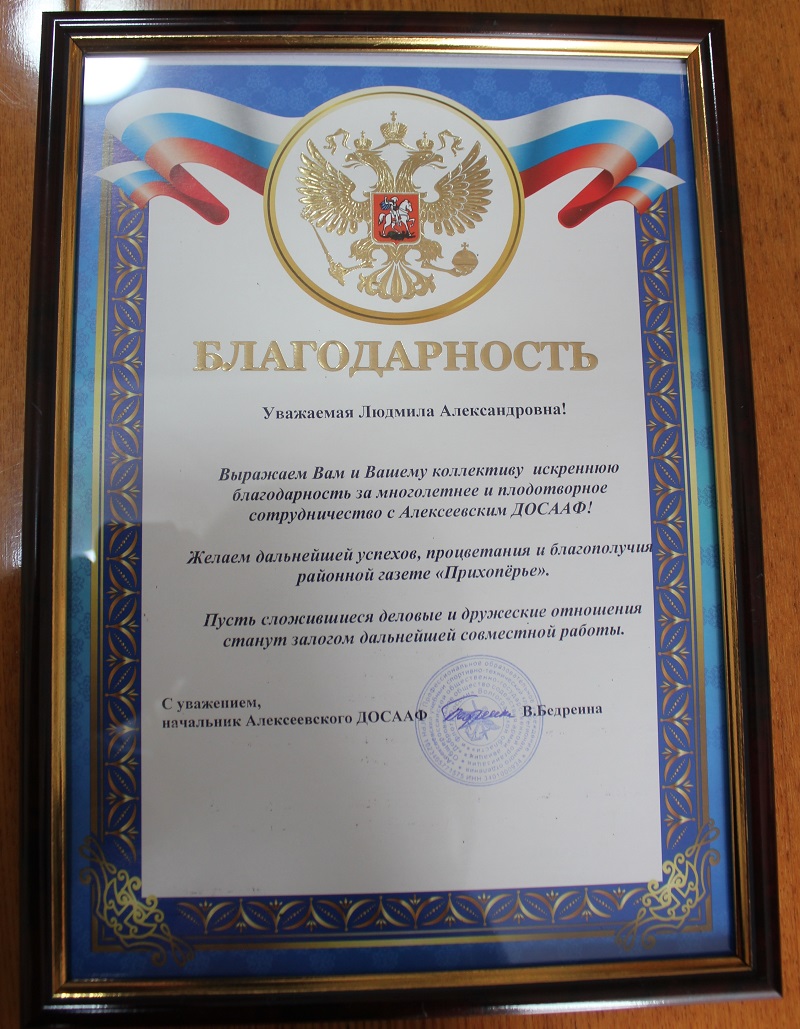 БЛАГОДАРНОСТЬ
Уважаемая Людмила Александровна!
Выражаем Вам и Вашему коллективу искреннюю
благодарность за многолетнее и плодотворное
сотрудничество с Алексеевским ДОСААФ!
Желаем дальнейшей успехов, процветания и благополучия
районной газете «Прихопёрье».
Пусть сложившиеся деловые и дружеские отношения
станут залогом дальнейшей совместной работы.
С уважением,
начальник Алексеевского ДОСААФ В.Бедреина